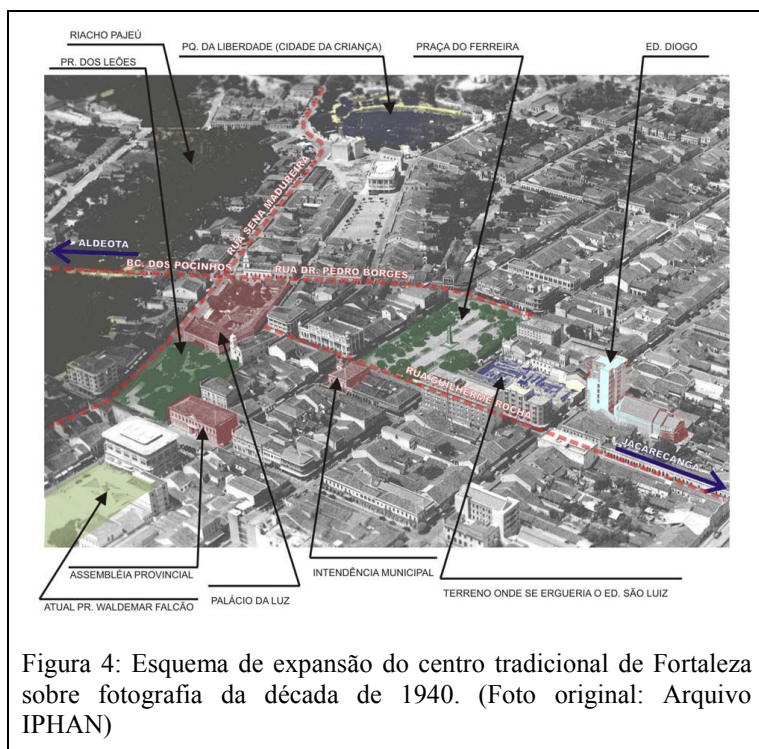 RIACHO PAJEÚ
PQ. DA LIBERDADE (CIDADE DA CRIANÇA)
PRAÇA DO FERREIRA
ED. DIOGO
PR. DOS LEÕES
RUA SENA MADUREIRA
ALDEOTA
BC. DOS POCINHOS
RUA DR. PEDRO BORGES
RUA GUILHERME ROCHA
JACARECANGA
ASSEMBLÉIA PROVINCIAL
INTENDÊNCIA MUNICIPAL
ATUAL PR. WALDEMAR FALCÃO
PALÁCIO DA LUZ
TERRENO ONDE SE ERGUERIA O ED. SÃO LUIZ
Figura 4: Esquema de expansão do centro tradicional de Fortaleza
sobre fotografia da década de 1940. (Foto original: Arquivo
IPHAN)